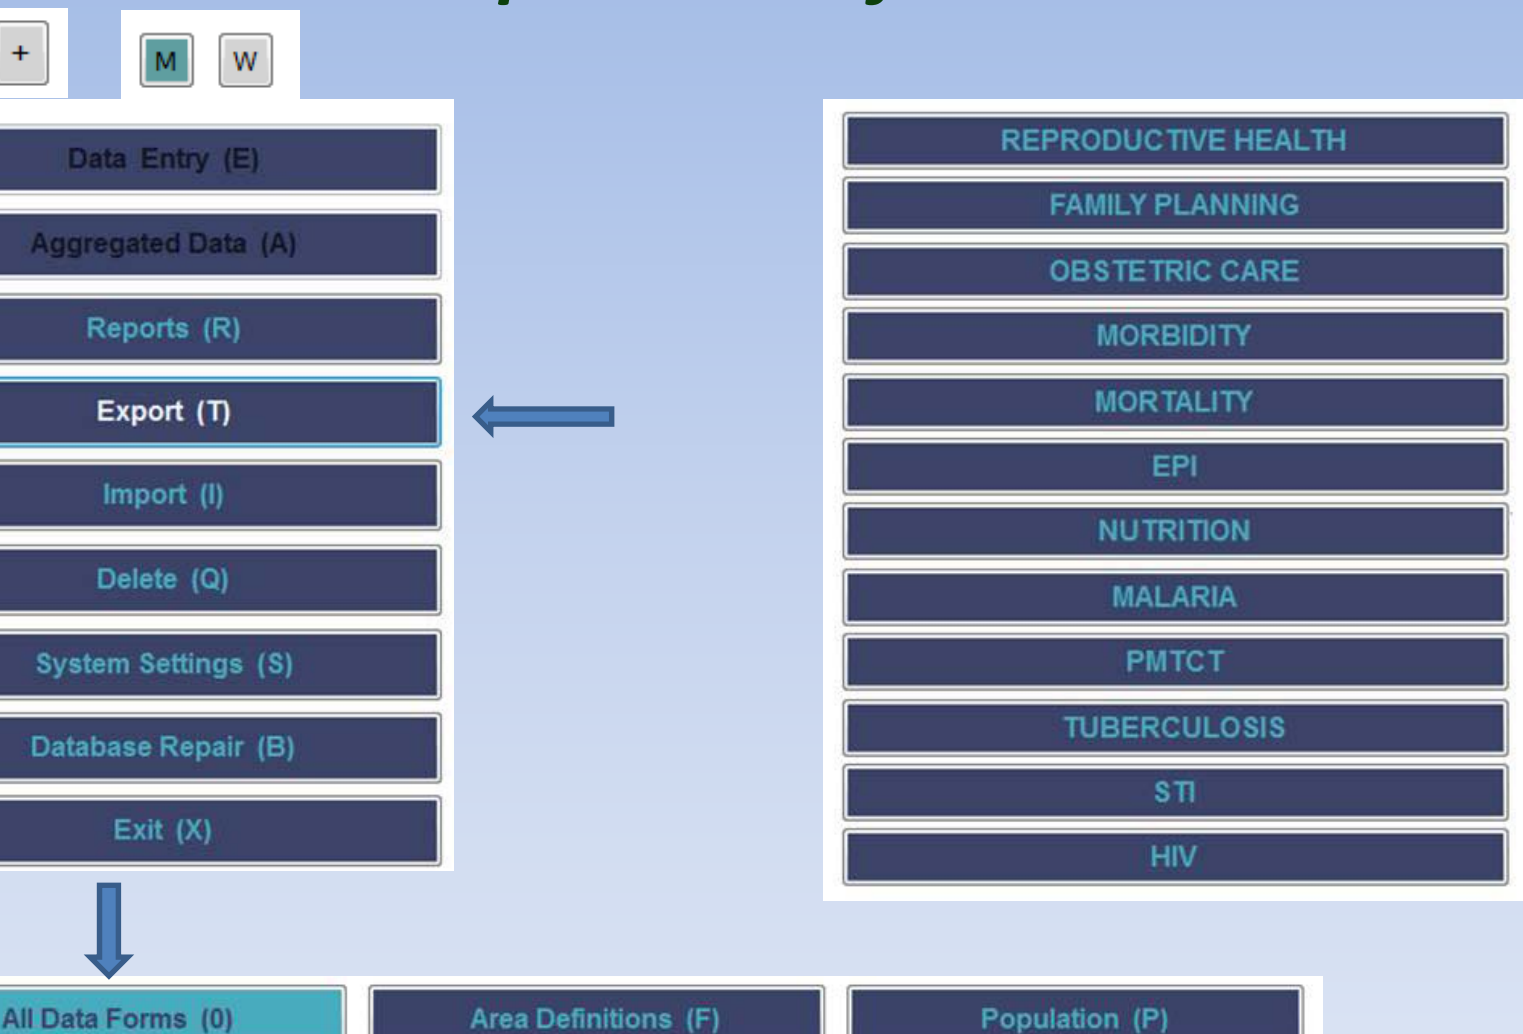 +
M W
Data Entry (E)
Aggregated Data (A)
Reports (R)
Export (T)
Import (I)
Delete (Q)
System Settings (S)
Database Repair (B)
Exit (X)
REPRODUCTIVE HEALTH
FAMILY PLANNING
OBSTETRIC CARE
MORBIDITY
MORTALITY
EPI
NUTRITION
MALARIA
PMTCT
TUBERCULOSIS
STI
HIV
All Data Forms (0) Area Definitions (F) Population (P)